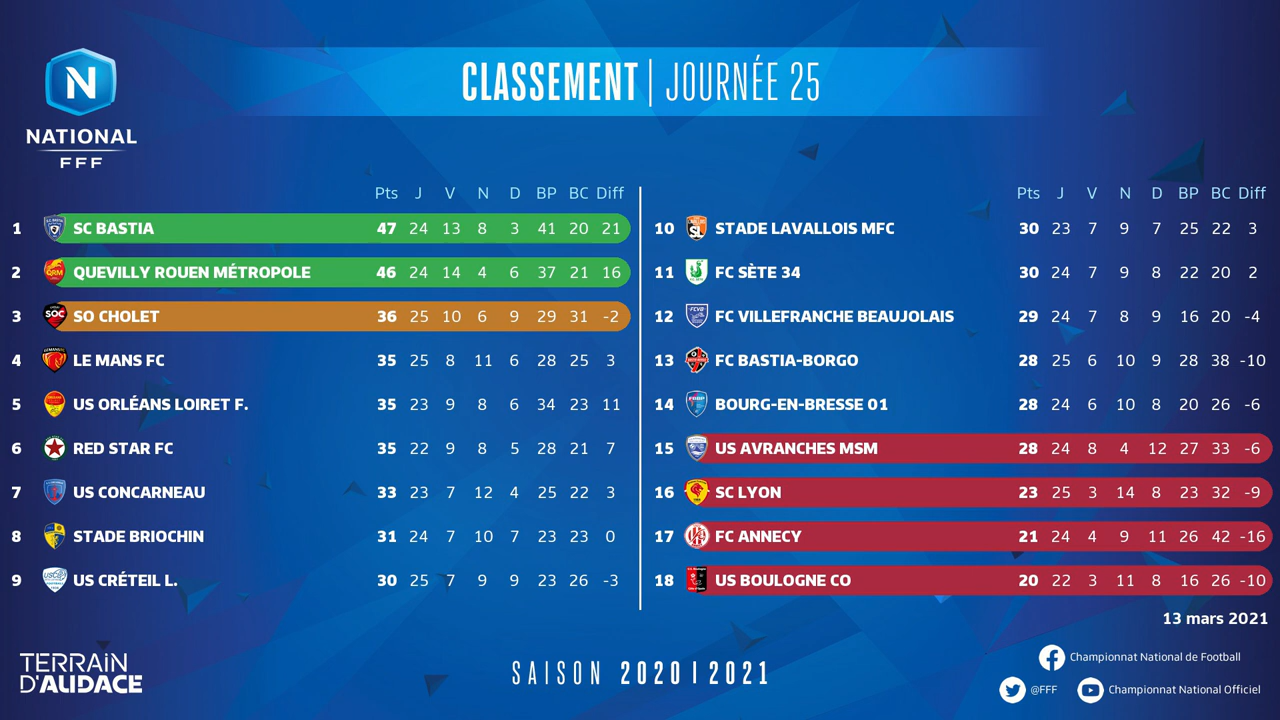 CLASSEMENT | JOURNÉE 25
N
NATIONAL
FFF
Pts J V N D BP BC Diff
1 SC BASTIA 47 24 13 8 3 41 20 21
2 QUEVILLY ROUEN MÉTROPOLE 46 24 14 4 6 37 21 16
3 SO CHOLET 36 25 10 6 9 29 31 -2
4 LE MANS FC 35 25 8 11 6 28 25 3
5 US ORLÉANS LOIRET F. 35 23 9 8 6 34 23 11
6 RED STAR FC 35 22 9 8 5 28 21 7
7 US CONCARNEAU 33 23 7 12 4 25 22 3
8 STADE BRIOCHIN 31 24 7 10 7 23 23 0
9 US CRÉTEIL L. 30 25 7 9 9 23 26 -3
Pts J V N D BP BC Diff
10 STADE LAVALLOIS MFC 30 23 7 9 7 25 22 3
11 FC SÈTE 34 30 24 7 9 8 22 20 2
12 FC VILLEFRANCHE BEAUJOLAIS 29 24 7 8 9 16 20 -4
13 FC BASTIA-BORGO 28 25 6 10 9 28 38 -10
14 BOURG-EN-BRESSE 01 28 24 6 10 8 20 26 -6
15 US AVRANCHES MSM 28 24 8 4 12 27 33 -6
16 SC LYON 23 25 3 14 8 23 32 -9
17 FC ANNECY 21 24 4 9 11 26 42 -16
18 US BOULOGNE CO 20 22 3 11 8 16 26 -10
13 mars 2021
TERRAIN
D'AUDACE
SAISON 2020 | 2021
Championnat National de Football
@FFF
Championnat National Officiel